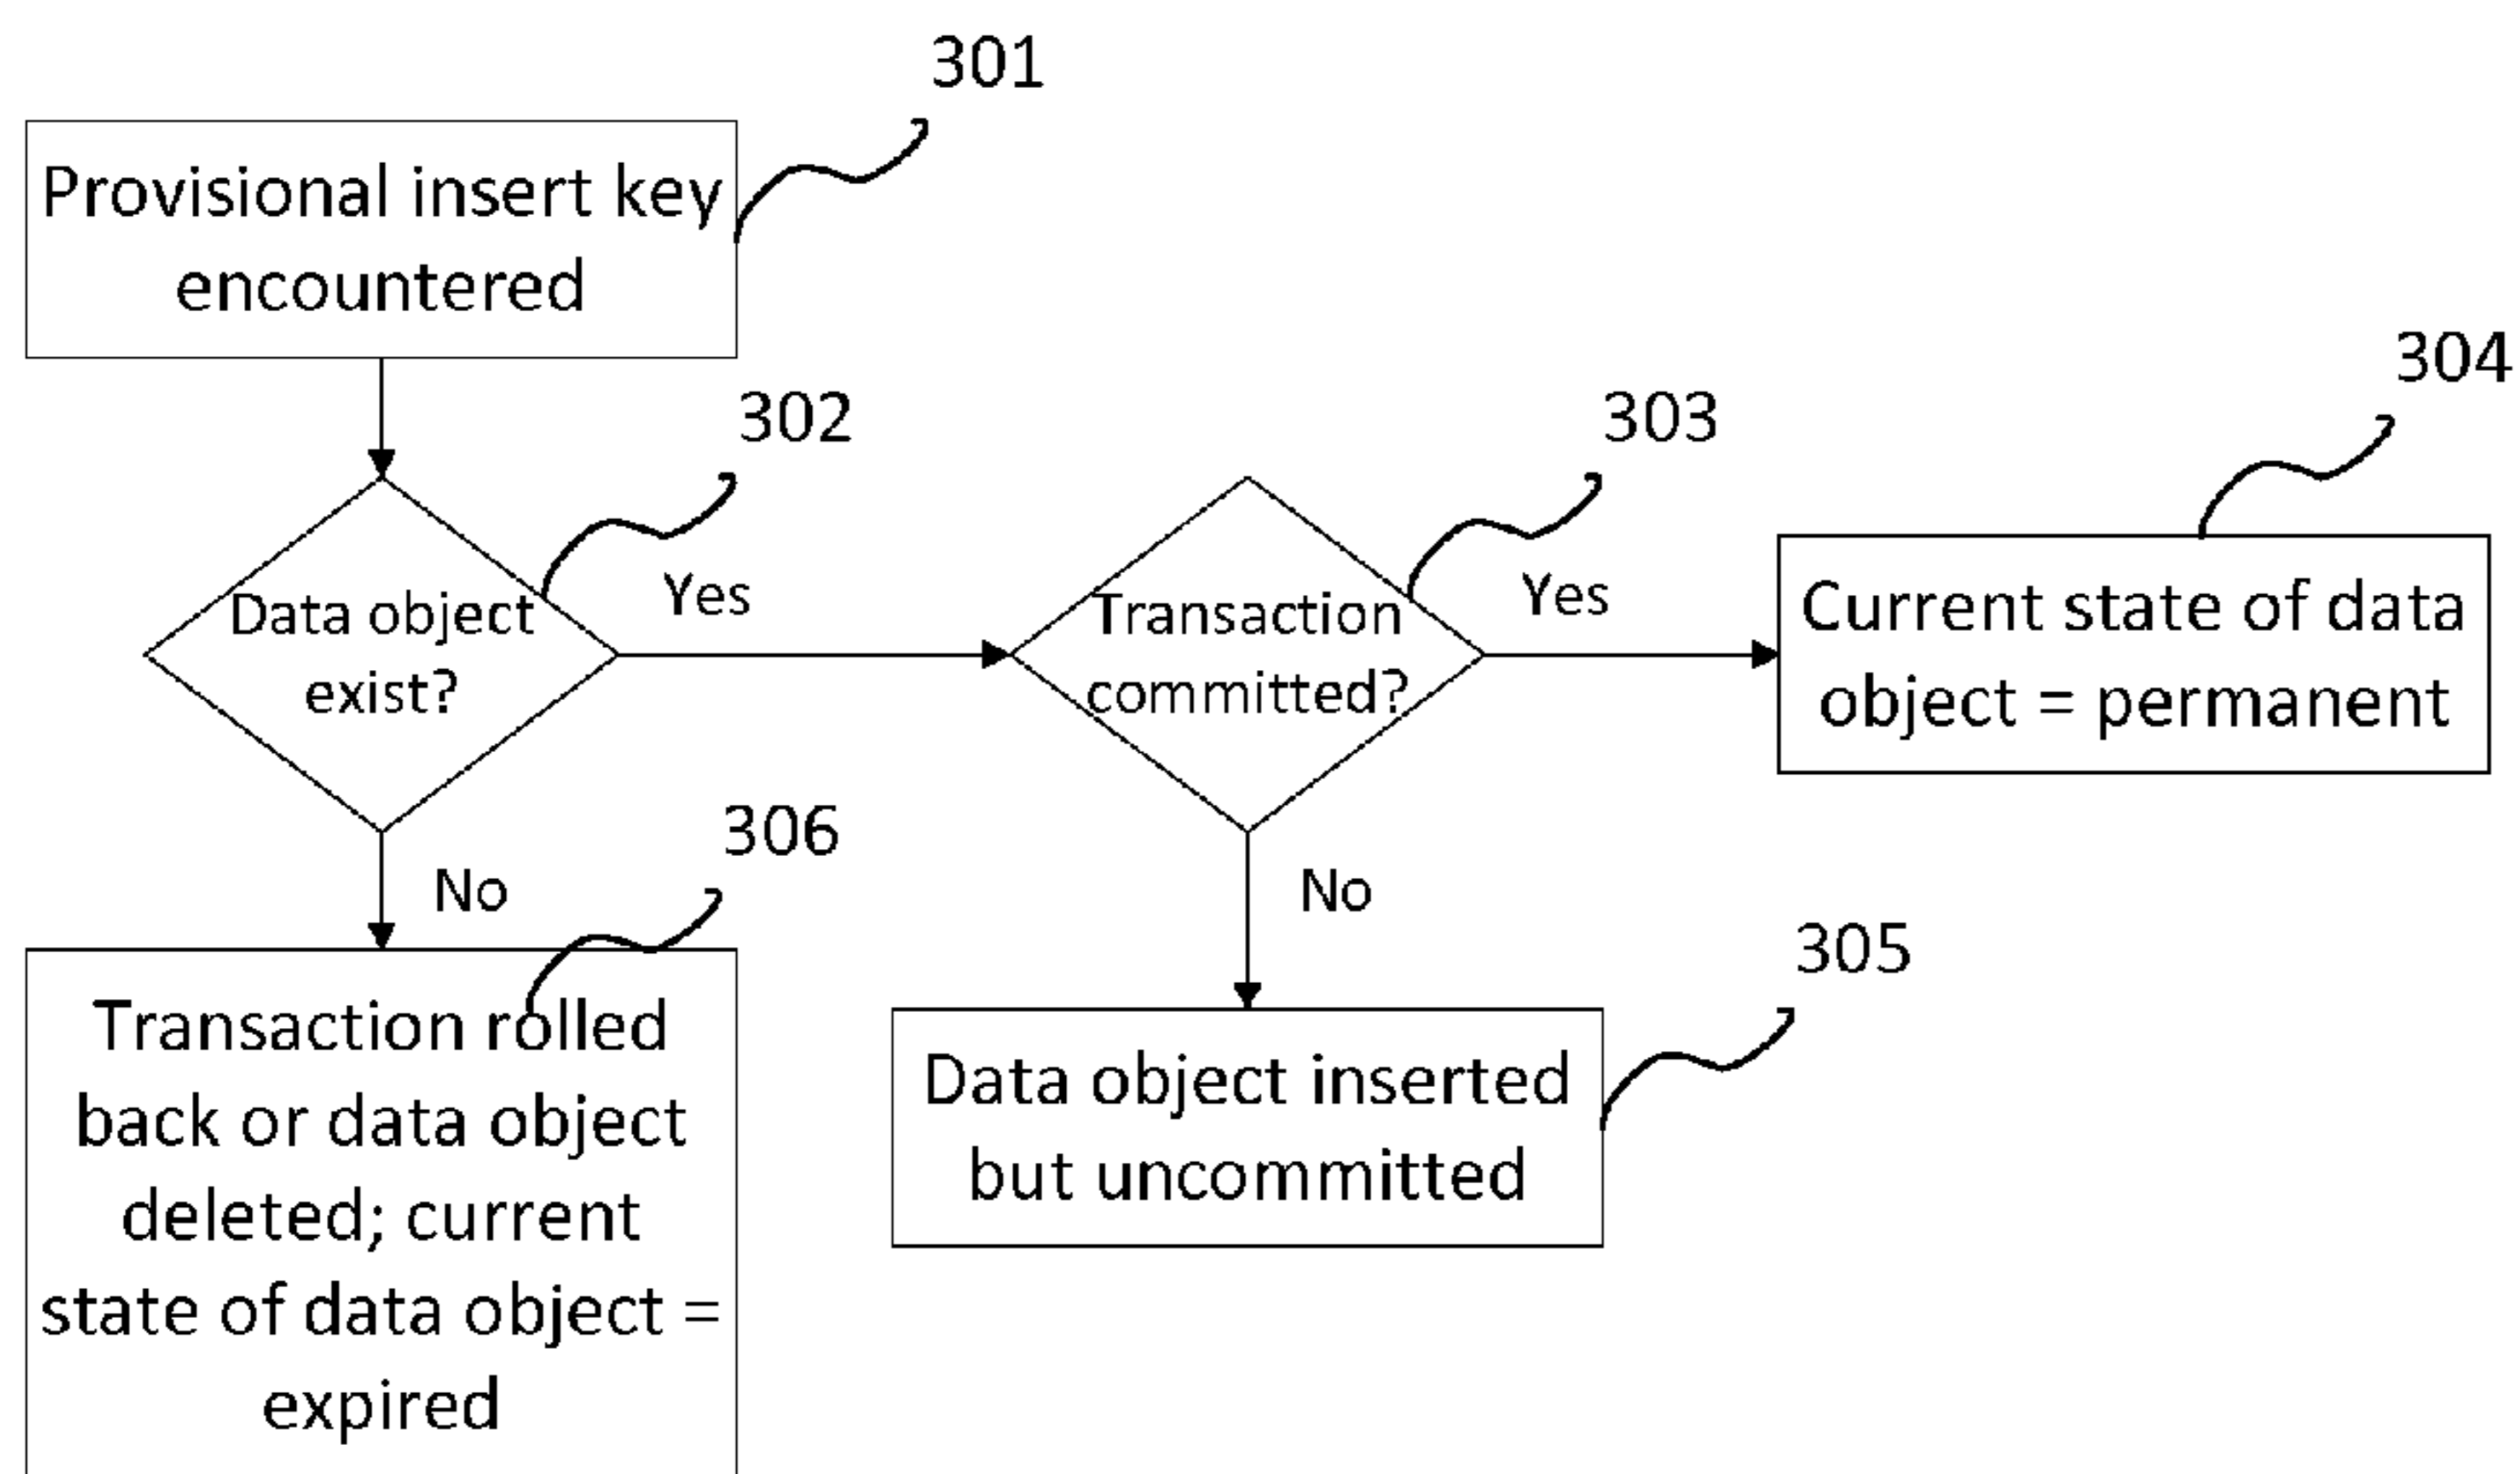 301
Provisional insert key
encountered
302
303
304
Data object
exist?
Yes
Transaction
committed?
Yes
Current state of data
object = permanent
306
No
No
305
Transaction rolled
back or data object
deleted; current
state of data object =
expired
Data object inserted
but uncommitted